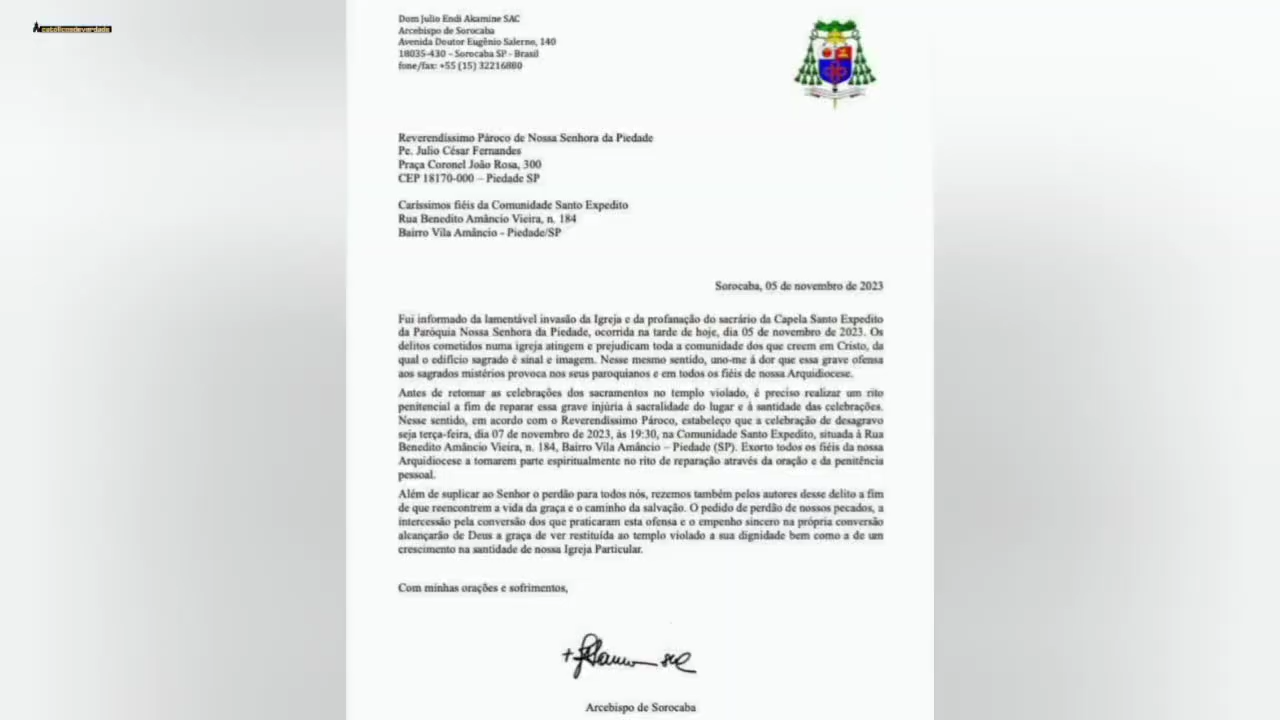 Dom Julio Endi Akamine SAC
Arcebispo de Sorocaba
Avenida Doutor Eugênio Salerno, 140
18035-430 – Sorocaba SP - Brasil
fone/fax: +55 (15) 32216880
Reverendíssimo Pároco de Nossa Senhora da Piedade
Pe. Julio César Fernandes
Praça Coronel João Rosa, 300
CEP 18170-000 – Piedade SP
Caríssimos fiéis da Comunidade Santo Expedito
Rua Benedito Amâncio Vieira, n. 184
Bairro Vila Amâncio - Piedade/SP
Sorocaba, 05 de novembro de 2023
Fui informado da lamentável invasão da Igreja e da profanação do sacrário da Capela Santo Expedito
da Paróquia Nossa Senhora da Piedade, ocorrida na tarde de hoje, dia 05 de novembro de 2023. Os
delitos cometidos numa igreja atingem e prejudicam toda a comunidade dos que creem em Cristo, da
qual o edifício sagrado é sinal e imagem. Nesse mesmo sentido, uno-me à dor que essa grave ofensa
aos sagrados mistérios provoca nos seus paroquianos e em todos os fiéis de nossa Arquidiocese.
Antes de retomar as celebrações dos sacramentos no templo violado, é preciso realizar um rito
penitencial a fim de reparar essa grave injúria à sacralidade do lugar e à santidade das celebrações.
Nesse sentido, em acordo com o Reverendíssimo Pároco, estabeleço que a celebração de desagravo
seja terça-feira, dia 07 de novembro de 2023, às 19:30, na Comunidade Santo Expedito, situada à Rua
Benedito Amâncio Vieira, n. 184, Bairro Vila Amâncio – Piedade (SP). Exorto todos os fiéis da nossa
Arquidiocese a tomarem parte espiritualmente no rito de reparação através da oração e da penitência
pessoal.
Além de suplicar ao Senhor o perdão para todos nós, rezemos também pelos autores desse delito a fim
de que reencontrem a vida da graça e o caminho da salvação. O pedido de perdão de nossos pecados, a
intercessão pela conversão dos que praticaram esta ofensa e o empenho sincero na própria conversão
alcançarão de Deus a graça de ver restituída ao templo violado a sua dignidade bem como a de um
crescimento na santidade de nossa Igreja Particular.
Com minhas orações e sofrimentos,
Arcebispo de Sorocaba